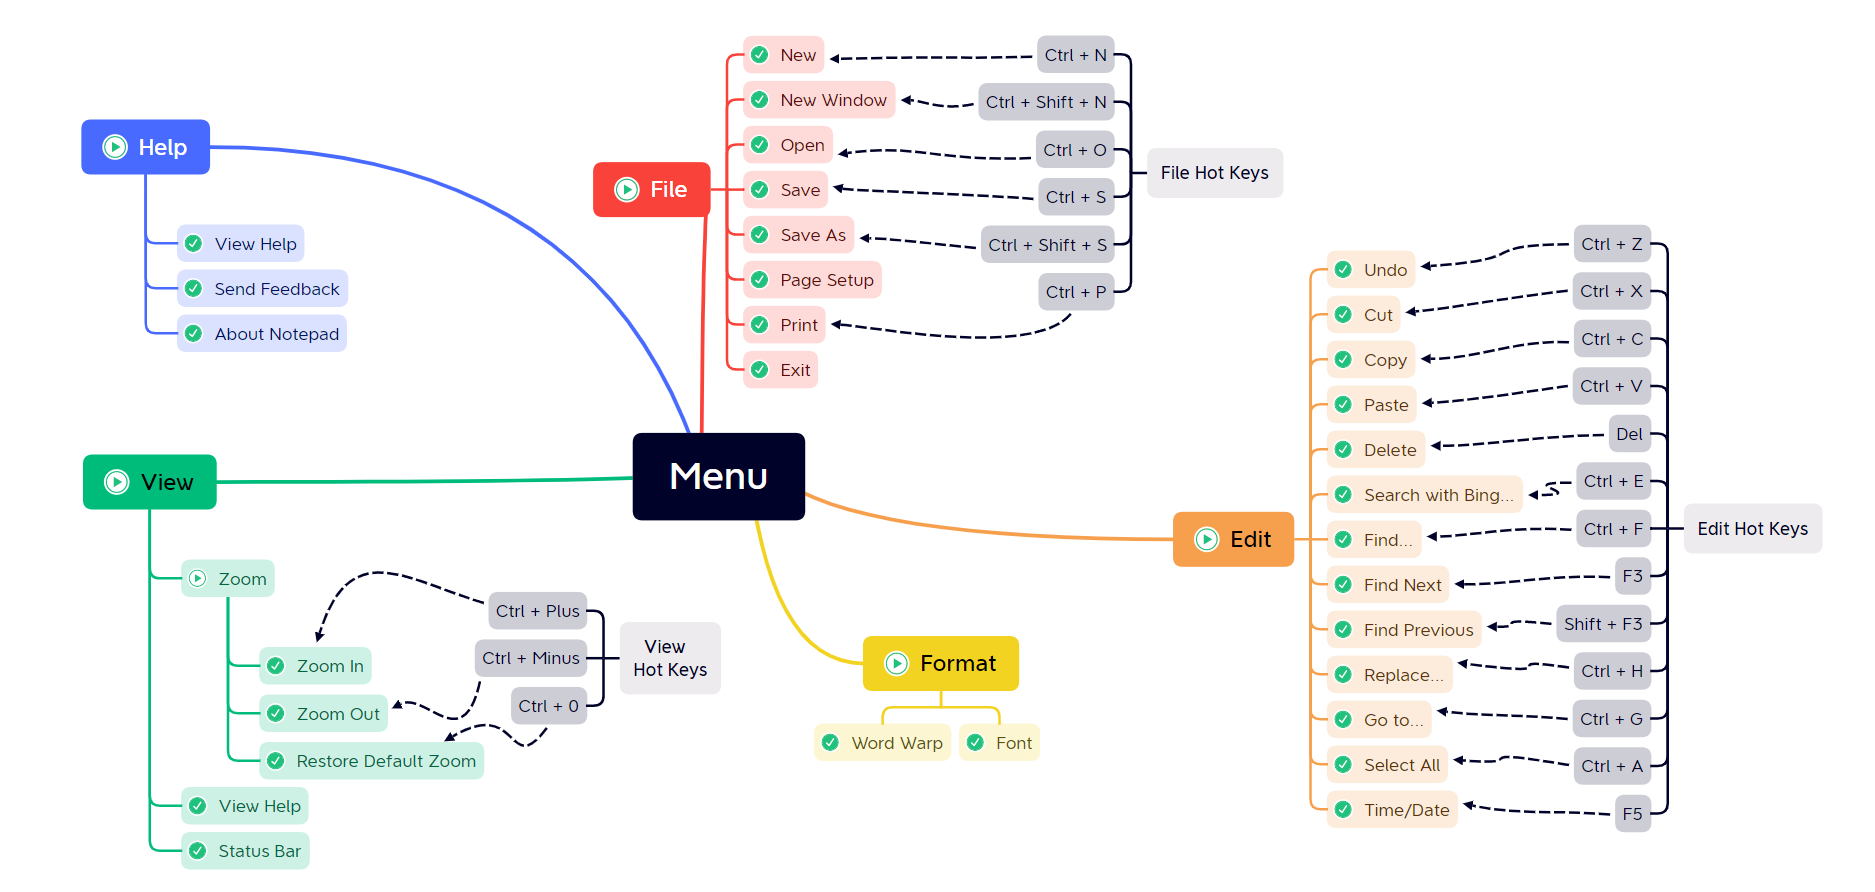 Help
View Help
Send Feedback
About Notepad
File
New
New Window
Open
Save
Save As
Page Setup
Print
Exit
Ctrl + N
Ctrl + Shift + N
Ctrl + O
Ctrl + S
Ctrl + Shift + S
Ctrl + P
File Hot Keys
Menu
View
Zoom
Zoom In
Zoom Out
Restore Default Zoom
View Help
Status Bar
Ctrl + Plus
Ctrl + Minus
Ctrl + 0
View
Hot Keys
Format
Word Warp
Font
Edit
Undo
Cut
Copy
Paste
Delete
Search with Bing...
Find...
Find Next
Find Previous
Replace...
Go to...
Select All
Time/Date
Ctrl + Z
Ctrl + X
Ctrl + C
Ctrl + V
Del
Ctrl + E
Ctrl + F
F3
Shift + F3
Ctrl + H
Ctrl + G
Ctrl + A
F5
Edit Hot Keys